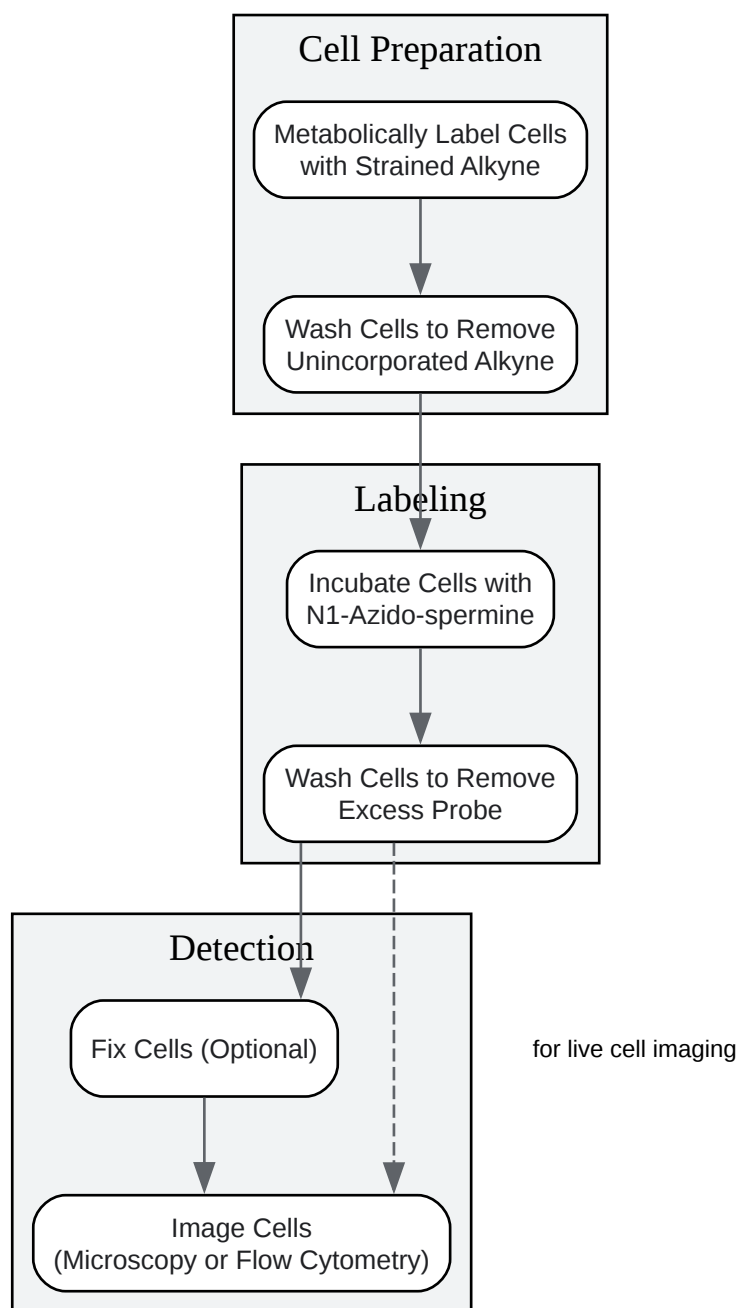 Cell Preparation
Metabolically Label Cells
with Strained Alkyne
Wash Cells to Remove
Unincorporated Alkyne
Labeling
Incubate Cells with
N1-Azido-spermine
Wash Cells to Remove
Excess Probe
Detection
Fix Cells (Optional)
for live cell imaging
Image Cells
(Microscopy or Flow Cytometry)